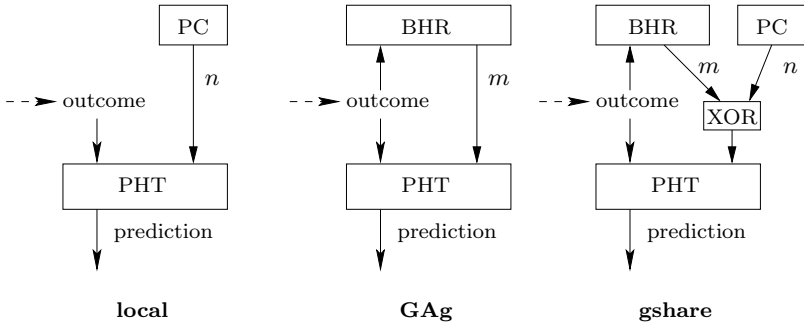 PC
n
outcome
PHT
prediction
local
BHR
m
outcome
PHT
prediction
GAg
BHR
PC
m
n
outcome
XOR
PHT
prediction
gshare